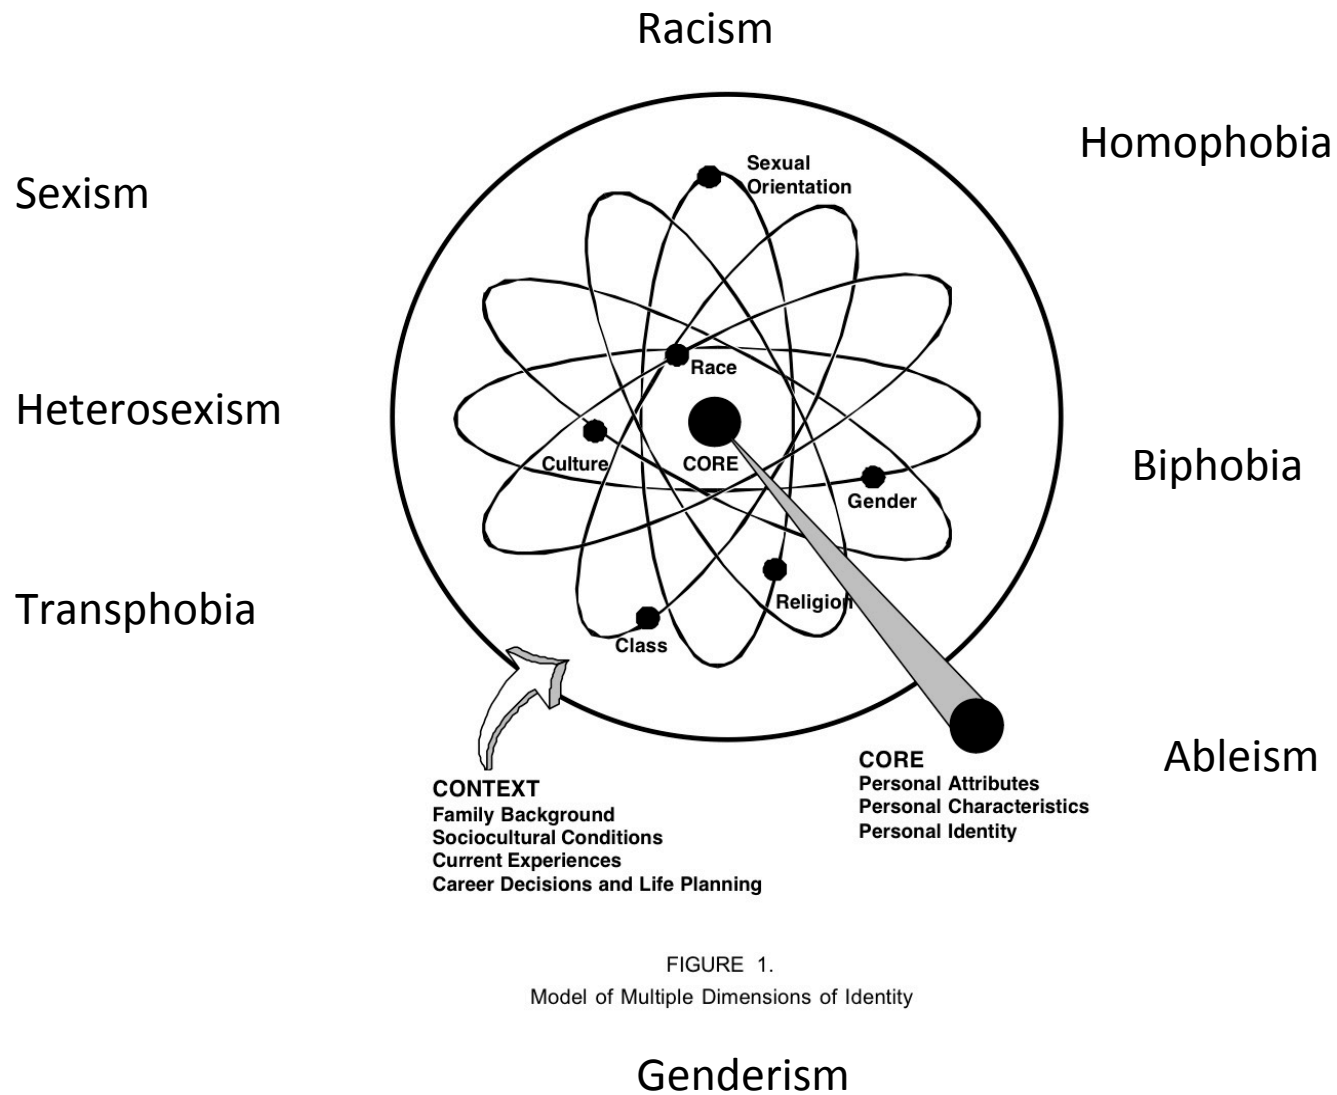 Racism
Homophobia
Sexism
Sexual
Orientation
Race
Heterosexism
Culture
CORE
Biphobia
Gender
Transphobia
Religion
Class
CORE
Personal Attributes
Personal Characteristics
Personal Identity
Ableism
CONTEXT
Family Background
Sociocultural Conditions
Current Experiences
Career Decisions and Life Planning
FIGURE 1.
Model of Multiple Dimensions of Identity
Genderism